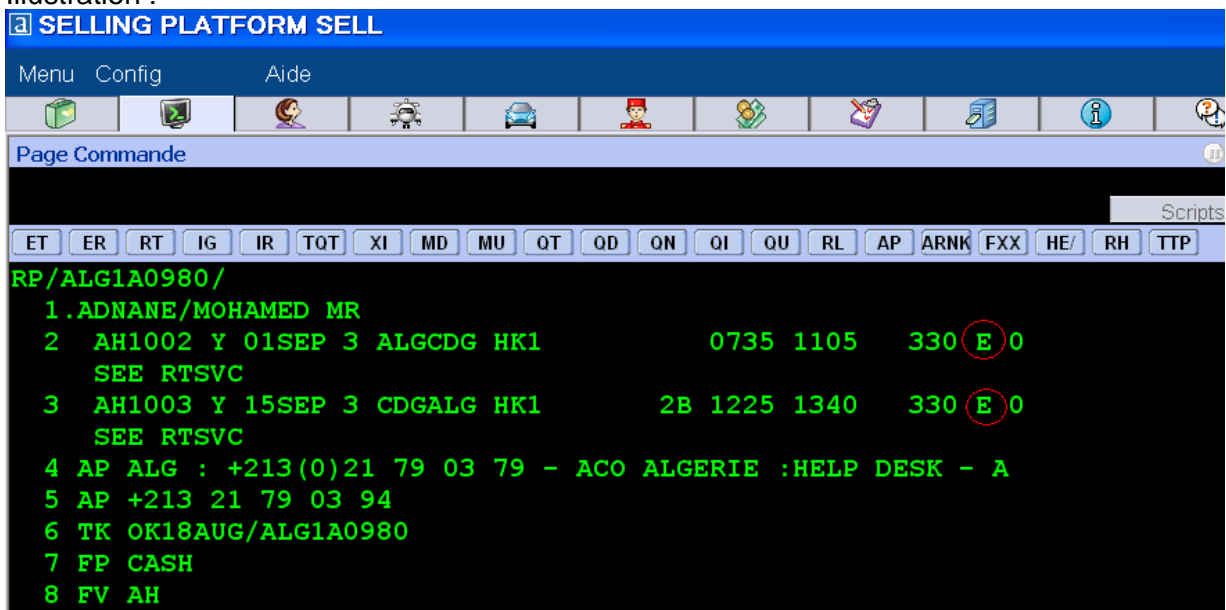 Illustration :
a SELLING PLATFORM SELL
Menu Config Aide
Page Commande
Scripts
ET ER RT IG IR TQT XI MD MU QT QD QN QI QU RL AP ARNK FXX HE/ RH TTP
RP/ALG1A0980/
1.ADNANE/MOHAMED MR
2 AH1002 Y 01SEP 3 ALGCDG HK1 0735 1105 330 E 0
SEE RTSVC
3 AH1003 Y 15SEP 3 CDGALG HK1 2B 1225 1340 330 E 0
SEE RTSVC
4 AP ALG : +213(0)21 79 03 79 - ACO ALGERIE :HELP DESK - A
5 AP +213 21 79 03 94
6 TK OK18AUG/ALG1A0980
7 FP CASH
8 FV AH